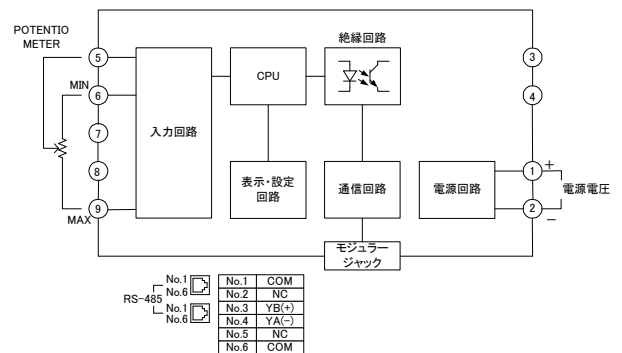 POTENTIO
METER
5
MIN
6
7
8
9
MAX
入力回路
CPU
絶縁回路
表示・設定
回路
通信回路
電源回路
モジュラー
ジャック
3
4
1
+
電源電圧
2
−
RS-485
No.1
No.6
No.1
No.6
No.1 COM
No.2 NC
No.3 YB(+)
No.4 YA(-)
No.5 NC
No.6 COM